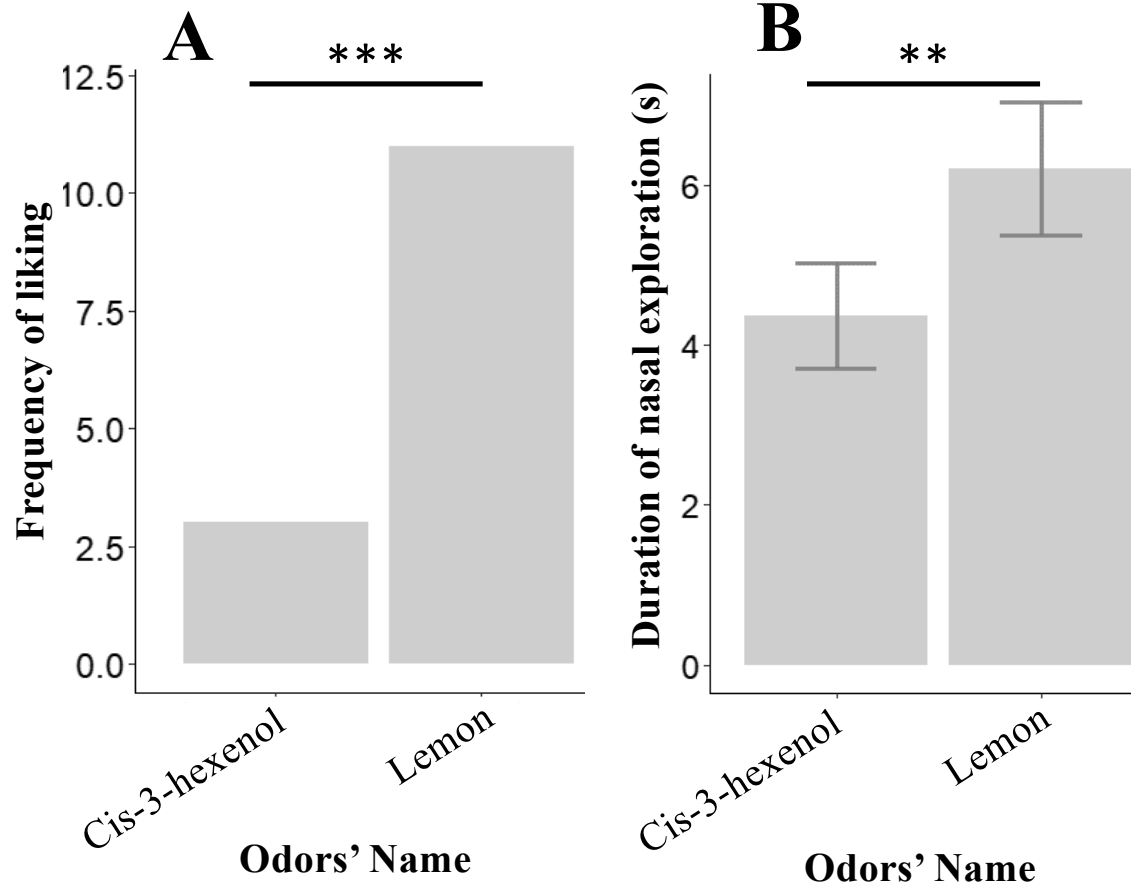 A
***
Frequency of liking
12.5
10.0
7.5
5.0
2.5
0.0
Cis-3-hexenol
Lemon
Odors’ Name
B
**
Duration of nasal exploration (s)
6
4
2
0
Cis-3-hexenol
Lemon
Odors’ Name